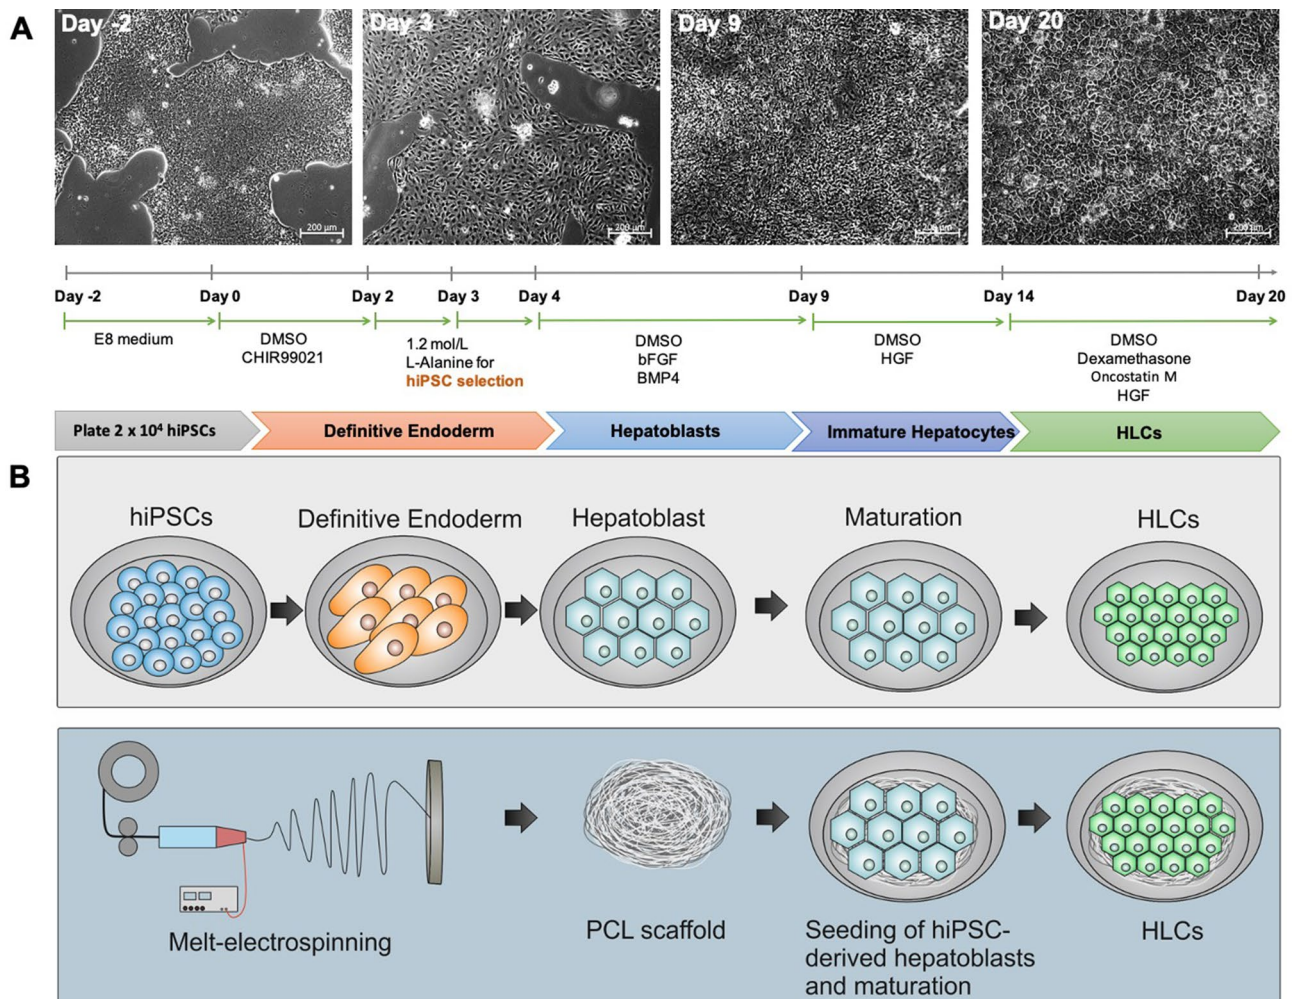 A
Day -2
Day 3
Day 9
Day 20
200 µm
200 µm
200 µm
Day -2
Day 0
Day 2
Day 3
Day 4
Day 9
Day 14
Day 20
E8 medium
DMSO
CHIR99021
1.2 mol/L
L-Alanine for
hiPSC selection
DMSO
bFGF
BMP4
DMSO
HGF
DMSO
Dexamethasone
Oncostatin M
HGF
Plate 2 x 10⁴ hiPSCs
Definitive Endoderm
Hepatoblasts
Immature Hepatocytes
HLCs
B
hiPSCs
Definitive Endoderm
Hepatoblast
Maturation
HLCs
Melt-electrospinning
PCL scaffold
Seeding of hiPSC-
derived hepatoblasts
and maturation
HLCs